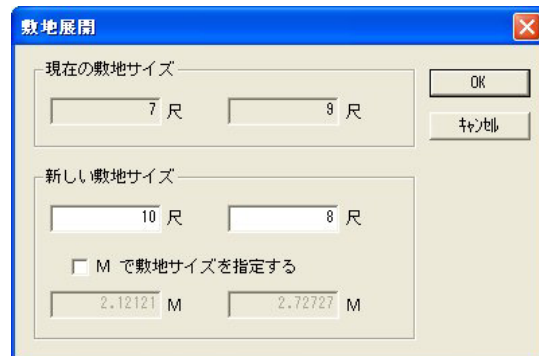 敷地展開
現在の敷地サイズ
7 尺 9 尺
OK
キャンセル
新しい敷地サイズ
10 尺 8 尺
M で敷地サイズを指定する
2.12121 M 2.72727 M